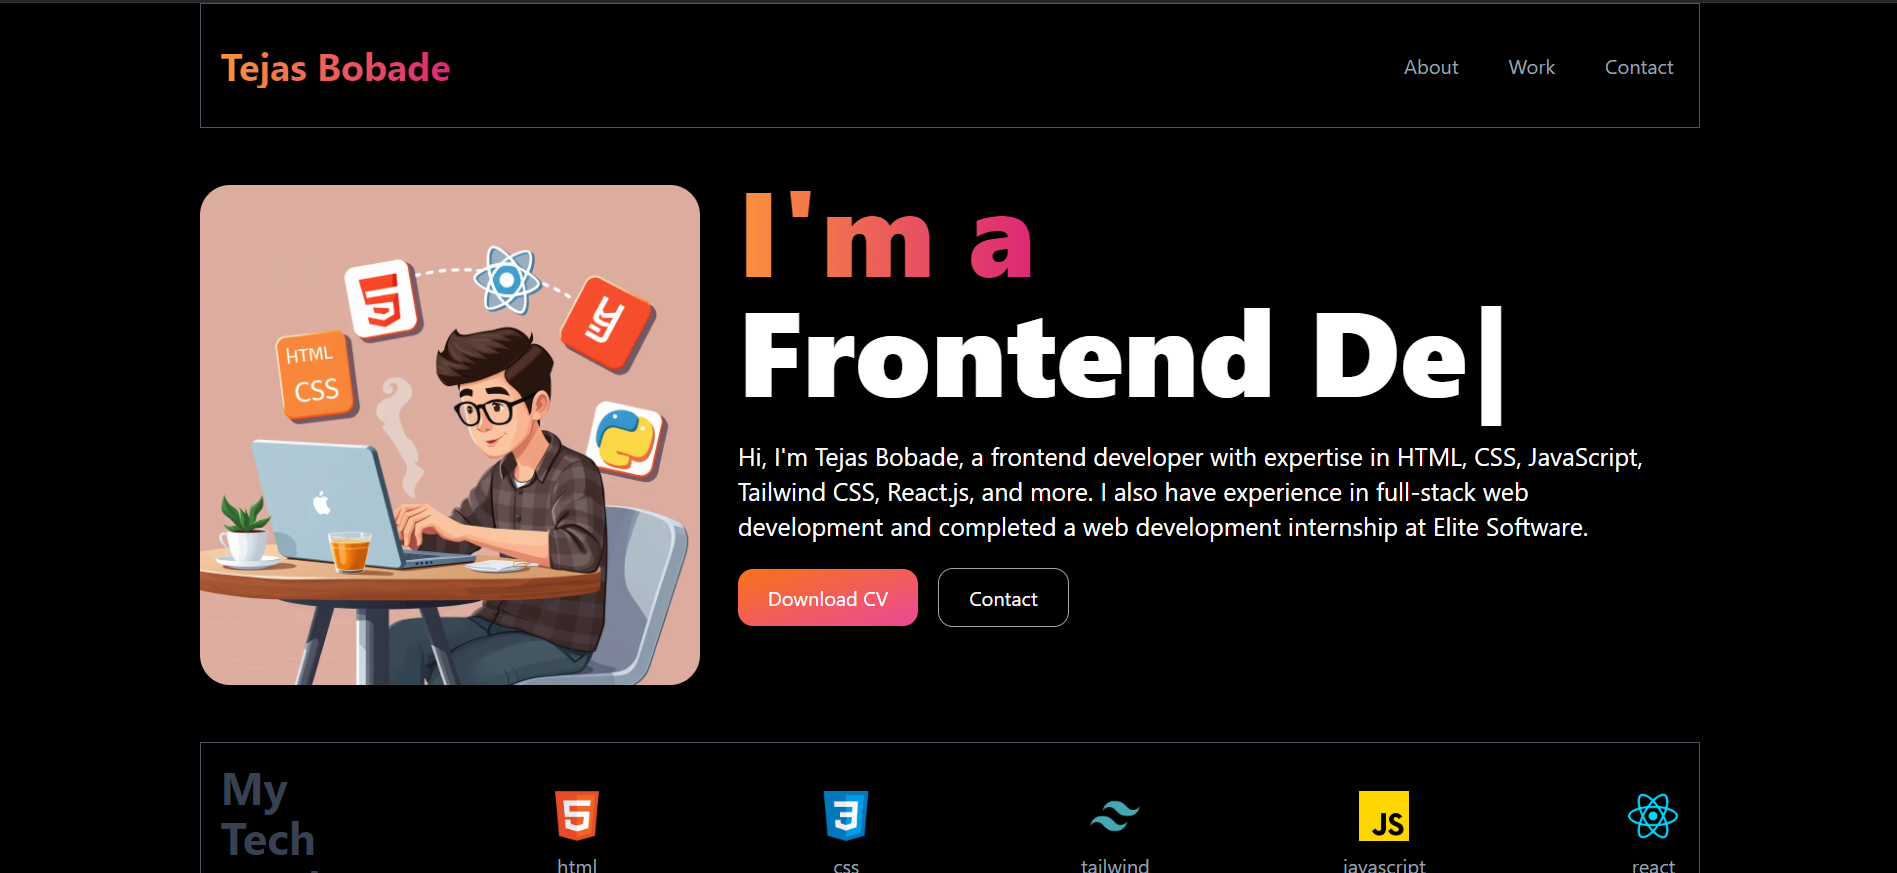 Tejas Bobade
About Work Contact
I'm a
Frontend De|
HTML
CSS
Hi, I'm Tejas Bobade, a frontend developer with expertise in HTML, CSS, JavaScript,
Tailwind CSS, React.js, and more. I also have experience in full-stack web
development and completed a web development internship at Elite Software.
Download CV Contact
My
Tech
JS
html css tailwind javascript react